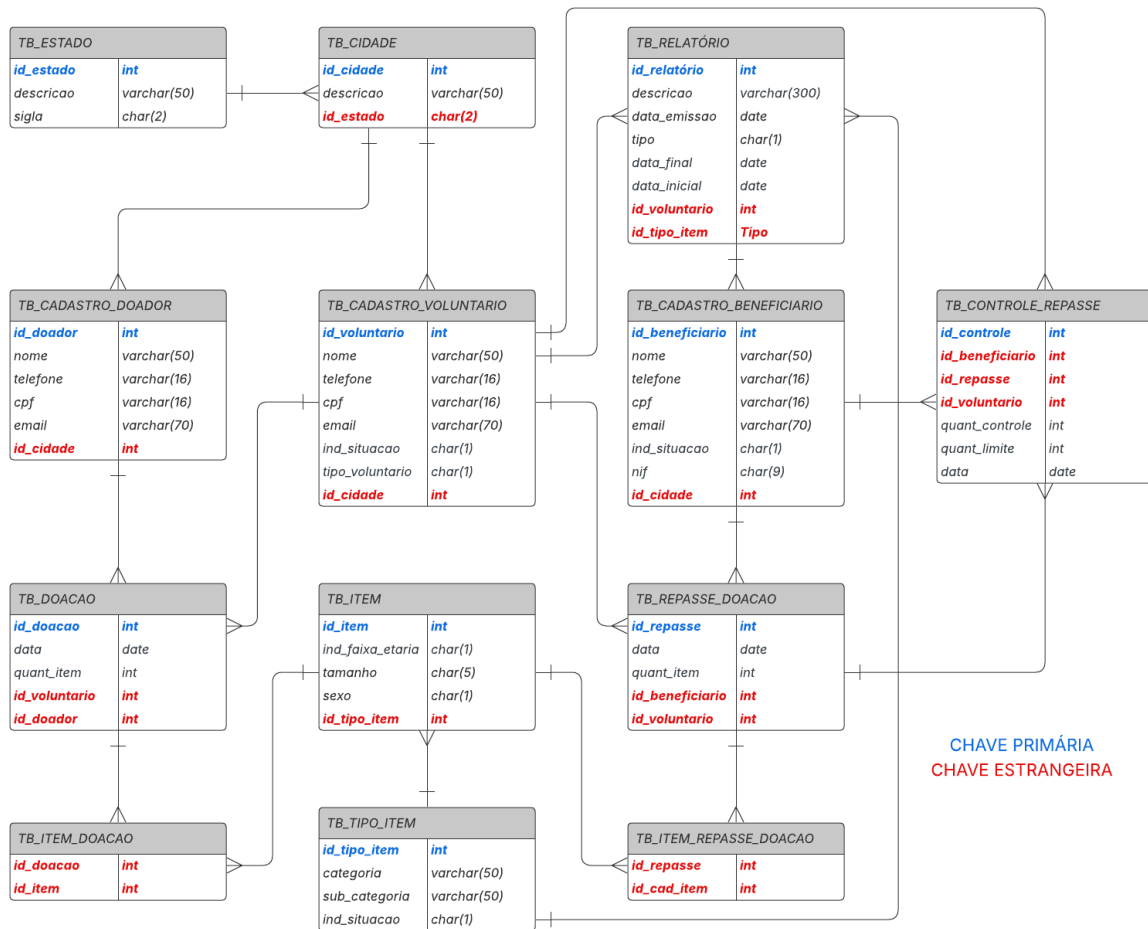 TB_ESTADO
id_estado int
descricao varchar(50)
sigla char(2)
TB_CIDADE
id_cidade int
descricao varchar(50)
id_estado char(2)
TB_RELATÓRIO
id_relatório int
descricao varchar(300)
data_emissao date
tipo char(1)
data_final date
data_inicial date
id_voluntario int
id_tipo_item Tipo
TB_CADASTRO_DOADOR
id_doador int
nome varchar(50)
telefone varchar(16)
cpf varchar(16)
email varchar(70)
id_cidade int
TB_CADASTRO_VOLUNTARIO
id_voluntario int
nome varchar(50)
telefone varchar(16)
cpf varchar(16)
email varchar(70)
ind_situacao char(1)
tipo_voluntario char(1)
id_cidade int
TB_CADASTRO_BENEFICIARIO
id_beneficiario int
nome varchar(50)
telefone varchar(16)
cpf varchar(16)
email varchar(70)
ind_situacao char(1)
nif char(9)
id_cidade int
TB_CONTROLE_REPASSE
id_controle int
id_beneficiario int
id_repasse int
id_voluntario int
quant_controle int
quant_limite int
data date
TB_DOACAO
id_doacao int
data date
quant_item int
id_voluntario int
id_doador int
TB_ITEM
id_item int
ind_faixa_etaria char(1)
tamanho char(5)
sexo char(1)
id_tipo_item int
TB_REPASSE_DOACAO
id_repasse int
data date
quant_item int
id_beneficiario int
id_voluntario int
CHAVE PRIMÁRIA
CHAVE ESTRANGEIRA
TB_ITEM_DOACAO
id_doacao int
id_item int
TB_TIPO_ITEM
id_tipo_item int
categoria varchar(50)
sub_categoria varchar(50)
ind_situacao char(1)
TB_ITEM_REPASSE_DOACAO
id_repasse int
id_cad_item int